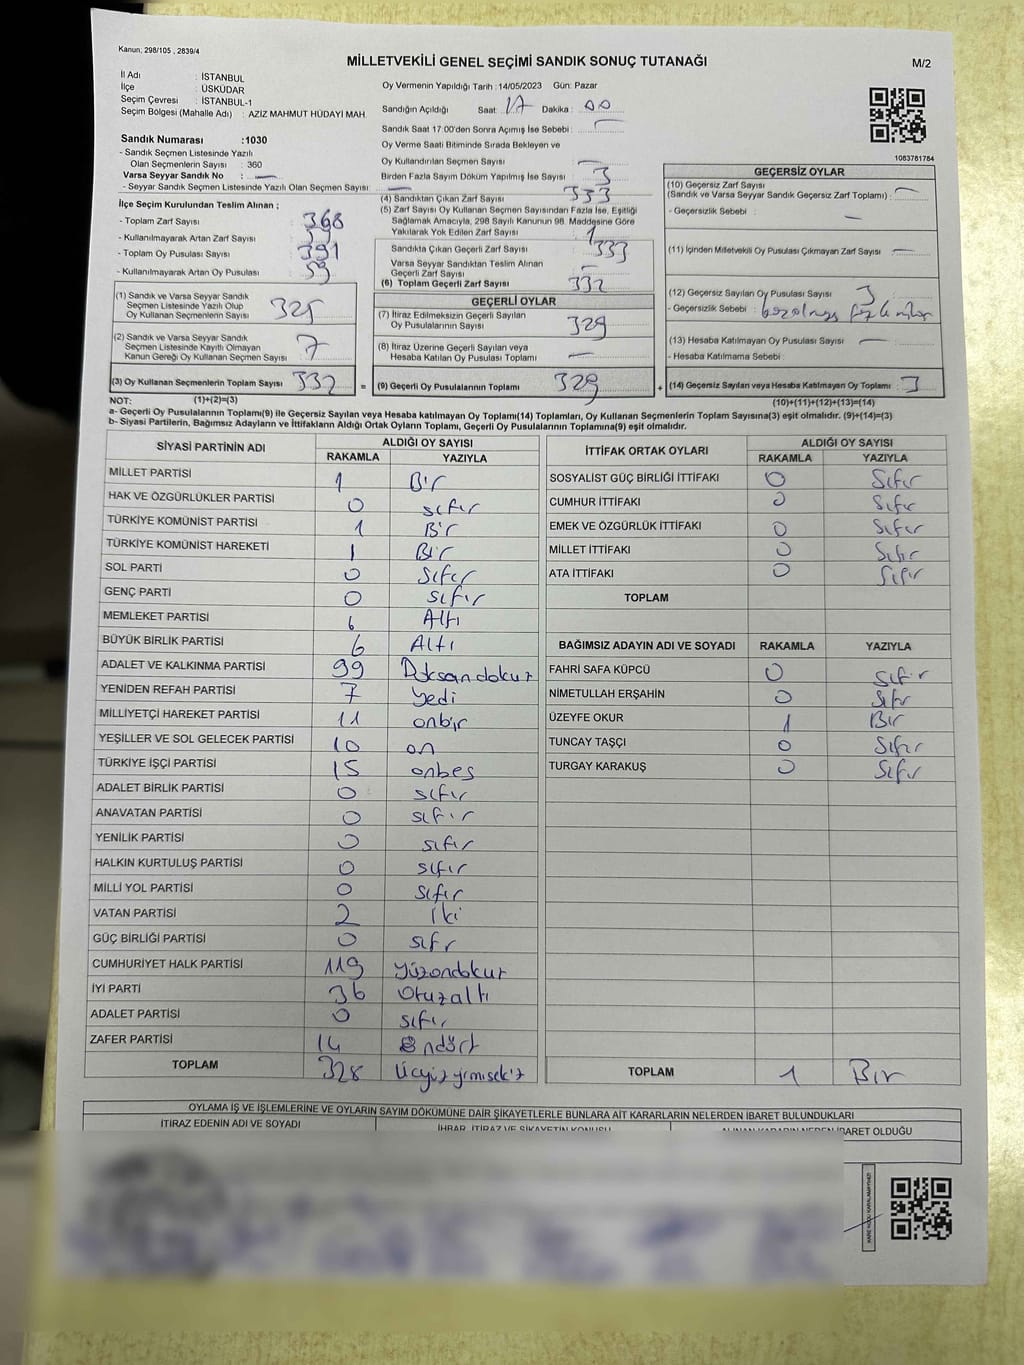 Kanun; 298/105 , 2839/4
MİLLETVEKİLİ GENEL SEÇİMİ SANDIK SONUÇ TUTANAĞI
M/2
İl Adı : İSTANBUL
İlçe : ÜSKÜDAR
Seçim Çevresi : İSTANBUL-1
Seçim Bölgesi (Mahalle Adı) : AZİZ MAHMUT HÜDAYİ MAH.
Sandık Numarası :1030
- Sandık Seçmen Listesinde Yazılı
Olan Seçmenlerin Sayısı : 360
Varsa Seyyar Sandık No : —
- Seyyar Sandık Seçmen Listesinde Yazılı Olan Seçmen Sayısı: —
İlçe Seçim Kurulundan Teslim Alınan ;
- Toplam Zarf Sayısı : 368
- Kullanılmayarak Artan Zarf Sayısı :
- Toplam Oy Pusulası Sayısı : 391
- Kullanılmayarak Artan Oy Pusulası : 59
(1) Sandık ve Varsa Seyyar Sandık
Seçmen Listesinde Yazılı Olup
Oy Kullanan Seçmenlerin Sayısı : 325
(2) Sandık ve Varsa Seyyar Sandık
Seçmen Listesinde Kayıtlı Olmayan
Kanun Gereği Oy Kullanan Seçmen Sayısı : 7
(3) Oy Kullanan Seçmenlerin Toplam Sayısı : 332
Oy Vermenin Yapıldığı Tarih : 14/05/2023 Gün: Pazar
Sandığın Açıldığı Saat : 17 Dakika : 00
Sandık Saat 17:00'den Sonra Açımış İse Sebebi : —
Oy Verme Saati Bitiminde Sırada Bekleyen ve
Oy Kullandırılan Seçmen Sayısı : —
Birden Fazla Sayım Döküm Yapılmış İse Sayısı : 3
(4) Sandıktan Çıkan Zarf Sayısı : 333
(5) Zarf Sayısı Oy Kullanan Seçmen Sayısından Fazla İse, Eşitliği
Sağlamak Amacıyla, 298 Sayılı Kanunun 98. Maddesine Göre
Yakılarak Yok Edilen Zarf Sayısı : 1
Sandıkta Çıkan Geçerli Zarf Sayısı : 333
Varsa Seyyar Sandıktan Teslim Alınan
Geçerli Zarf Sayısı : —
(6) Toplam Geçerli Zarf Sayısı : 332
GEÇERLİ OYLAR
(7) İtiraz Edilmeksizin Geçerli Sayılan
Oy Pusulalarının Sayısı : 329
(8) İtiraz Üzerine Geçerli Sayılan veya
Hesaba Katılan Oy Pusulası Toplamı : —
= (9) Geçerli Oy Pusulalarının Toplamı : 329
1083781784
GEÇERSİZ OYLAR
(10) Geçersiz Zarf Sayısı
(Sandık ve Varsa Seyyar Sandık Geçersiz Zarf Toplamı) : —
- Geçersizlik Sebebi : —
(11) İçinden Milletvekili Oy Pusulası Çıkmayan Zarf Sayısı : —
(12) Geçersiz Sayılan Oy Pusulası Sayısı : 3
- Geçersizlik Sebebi :
(13) Hesaba Katılmayan Oy Pusulası Sayısı : —
- Hesaba Katılmama Sebebi :
+ (14) Geçersiz Sayılan veya Hesaba Katılmayan Oy Toplamı : 3
NOT: (1)+(2)=(3) (10)+(11)+(12)+(13)=(14)
a- Geçerli Oy Pusulalarının Toplamı(9) ile Geçersiz Sayılan veya Hesaba katılmayan Oy Toplamı(14) Toplamları, Oy Kullanan Seçmenlerin Toplam Sayısına(3) eşit olmalıdır. (9)+(14)=(3)
b- Siyasi Partilerin, Bağımsız Adayların ve İttifakların Aldığı Ortak Oyların Toplamı, Geçerli Oy Pusulalarının Toplamına(9) eşit olmalıdır.
SİYASİ PARTİNİN ADI ALDIĞI OY SAYISI
RAKAMLA YAZIYLA
MİLLET PARTİSİ 1 Bir
HAK VE ÖZGÜRLÜKLER PARTİSİ 0 sıfır
TÜRKİYE KOMÜNİST PARTİSİ 1 Bir
TÜRKİYE KOMÜNİST HAREKETİ 1 Bir
SOL PARTİ 0 sıfır
GENÇ PARTİ 0 sıfır
MEMLEKET PARTİSİ 6 Altı
BÜYÜK BİRLİK PARTİSİ 6 Altı
ADALET VE KALKINMA PARTİSİ 99 Doksandokuz
YENİDEN REFAH PARTİSİ 7 yedi
MİLLİYETÇİ HAREKET PARTİSİ 11 onbir
YEŞİLLER VE SOL GELECEK PARTİSİ 10 on
TÜRKİYE İŞÇİ PARTİSİ 15 onbeş
ADALET BİRLİK PARTİSİ 0 sıfır
ANAVATAN PARTİSİ 0 sıfır
YENİLİK PARTİSİ 0 sıfır
HALKIN KURTULUŞ PARTİSİ 0 sıfır
MİLLİ YOL PARTİSİ 0 sıfır
VATAN PARTİSİ 2 iki
GÜÇ BİRLİĞİ PARTİSİ 0 sıfır
CUMHURİYET HALK PARTİSİ 119 Yüzondokuz
İYİ PARTİ 36 Otuzaltı
ADALET PARTİSİ 0 sıfır
ZAFER PARTİSİ 14 Ondört
TOPLAM 328 Üçyüzyirmisekiz
İTTİFAK ORTAK OYLARI ALDIĞI OY SAYISI
RAKAMLA YAZIYLA
SOSYALİST GÜÇ BİRLİĞİ İTTİFAKI 0 Sıfır
CUMHUR İTTİFAKI 0 Sıfır
EMEK VE ÖZGÜRLÜK İTTİFAKI 0 Sıfır
MİLLET İTTİFAKI 0 Sıfır
ATA İTTİFAKI 0 Sıfır
TOPLAM
BAĞIMSIZ ADAYIN ADI VE SOYADI RAKAMLA YAZIYLA
FAHRİ SAFA KÜPCÜ 0 Sıfır
NİMETULLAH ERŞAHİN 0 Sıfır
ÜZEYFE OKUR 1 Bir
TUNCAY TAŞÇI 0 Sıfır
TURGAY KARAKUŞ 0 Sıfır
TOPLAM 1 Bir
OYLAMA İŞ VE İŞLEMLERİNE VE OYLARIN SAYIM DÖKÜMÜNE DAİR ŞİKAYETLERLE BUNLARA AİT KARARLARIN NELERDEN İBARET BULUNDUKLARI
İTİRAZ EDENİN ADI VE SOYADI İHBAR, İTİRAZ VE ŞİKAYETİN KONUSU ALINAN KARARIN NEDEN İBARET OLDUĞU